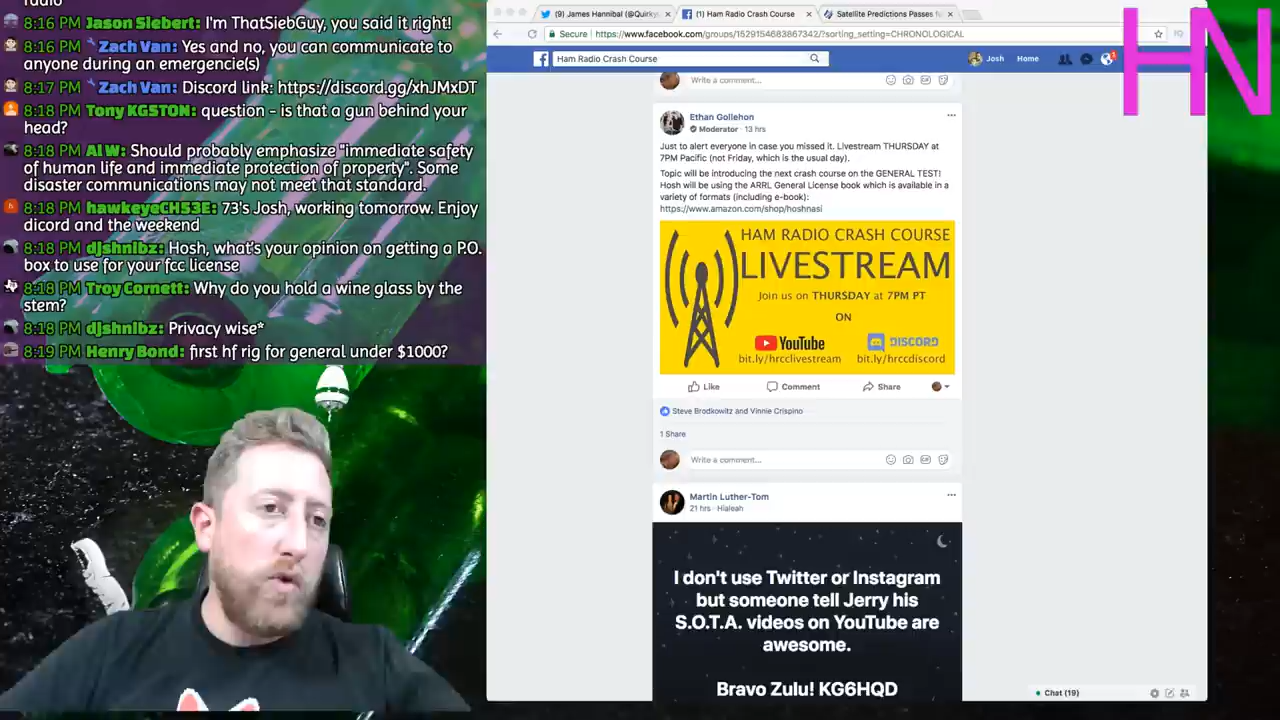 radio
8:16 PM Jason Siebert: I'm ThatSiebGuy, you said it right!
8:16 PM Zach Van: Yes and no, you can communicate to
anyone during an emergencie(s)
8:17 PM Zach Van: Discord link: https://discord.gg/xhJMxDT
8:18 PM Tony KG5TON: question - is that a gun behind your
head?
8:18 PM Al W: Should probably emphasize "immediate safety
of human life and immediate protection of property". Some
disaster communications may not meet that standard.
8:18 PM hawkeyeCH53E: 73's Josh, working tomorrow. Enjoy
dicord and the weekend
8:18 PM djshnibz: Hosh, what's your opinion on getting a P.O.
box to use for your fcc license
8:18 PM Troy Cornett: Why do you hold a wine glass by the
stem?
8:18 PM djshnibz: Privacy wise*
8:19 PM Henry Bond: first hf rig for general under $1000?
(9) James Hannibal (@Quirky
(1) Ham Radio Crash Course
Satellite Predictions Passes f
Secure https://www.facebook.com/groups/1529154683867342/?sorting_setting=CHRONOLOGICAL
Ham Radio Crash Course
Josh Home
1
Write a comment...
Ethan Gollehon
Moderator · 13 hrs
Just to alert everyone in case you missed it. Livestream THURSDAY at
7PM Pacific (not Friday, which is the usual day).
Topic will be introducing the next crash course on the GENERAL TEST!
Hosh will be using the ARRL General License book which is available in a
variety of formats (including e-book):
https://www.amazon.com/shop/hoshnasi
HAM RADIO CRASH COURSE
LIVESTREAM
Join us on THURSDAY at 7PM PT
ON
YouTube DISCORD
bit.ly/hrcclivestream bit.ly/hrccdiscord
Like Comment Share
Steve Brodkowitz and Vinnie Crispino
1 Share
Write a comment...
GIF
Martin Luther-Tom
21 hrs · Hialeah
I don't use Twitter or Instagram
but someone tell Jerry his
S.O.T.A. videos on YouTube are
awesome.
Bravo Zulu! KG6HQD
Chat (19)
HN